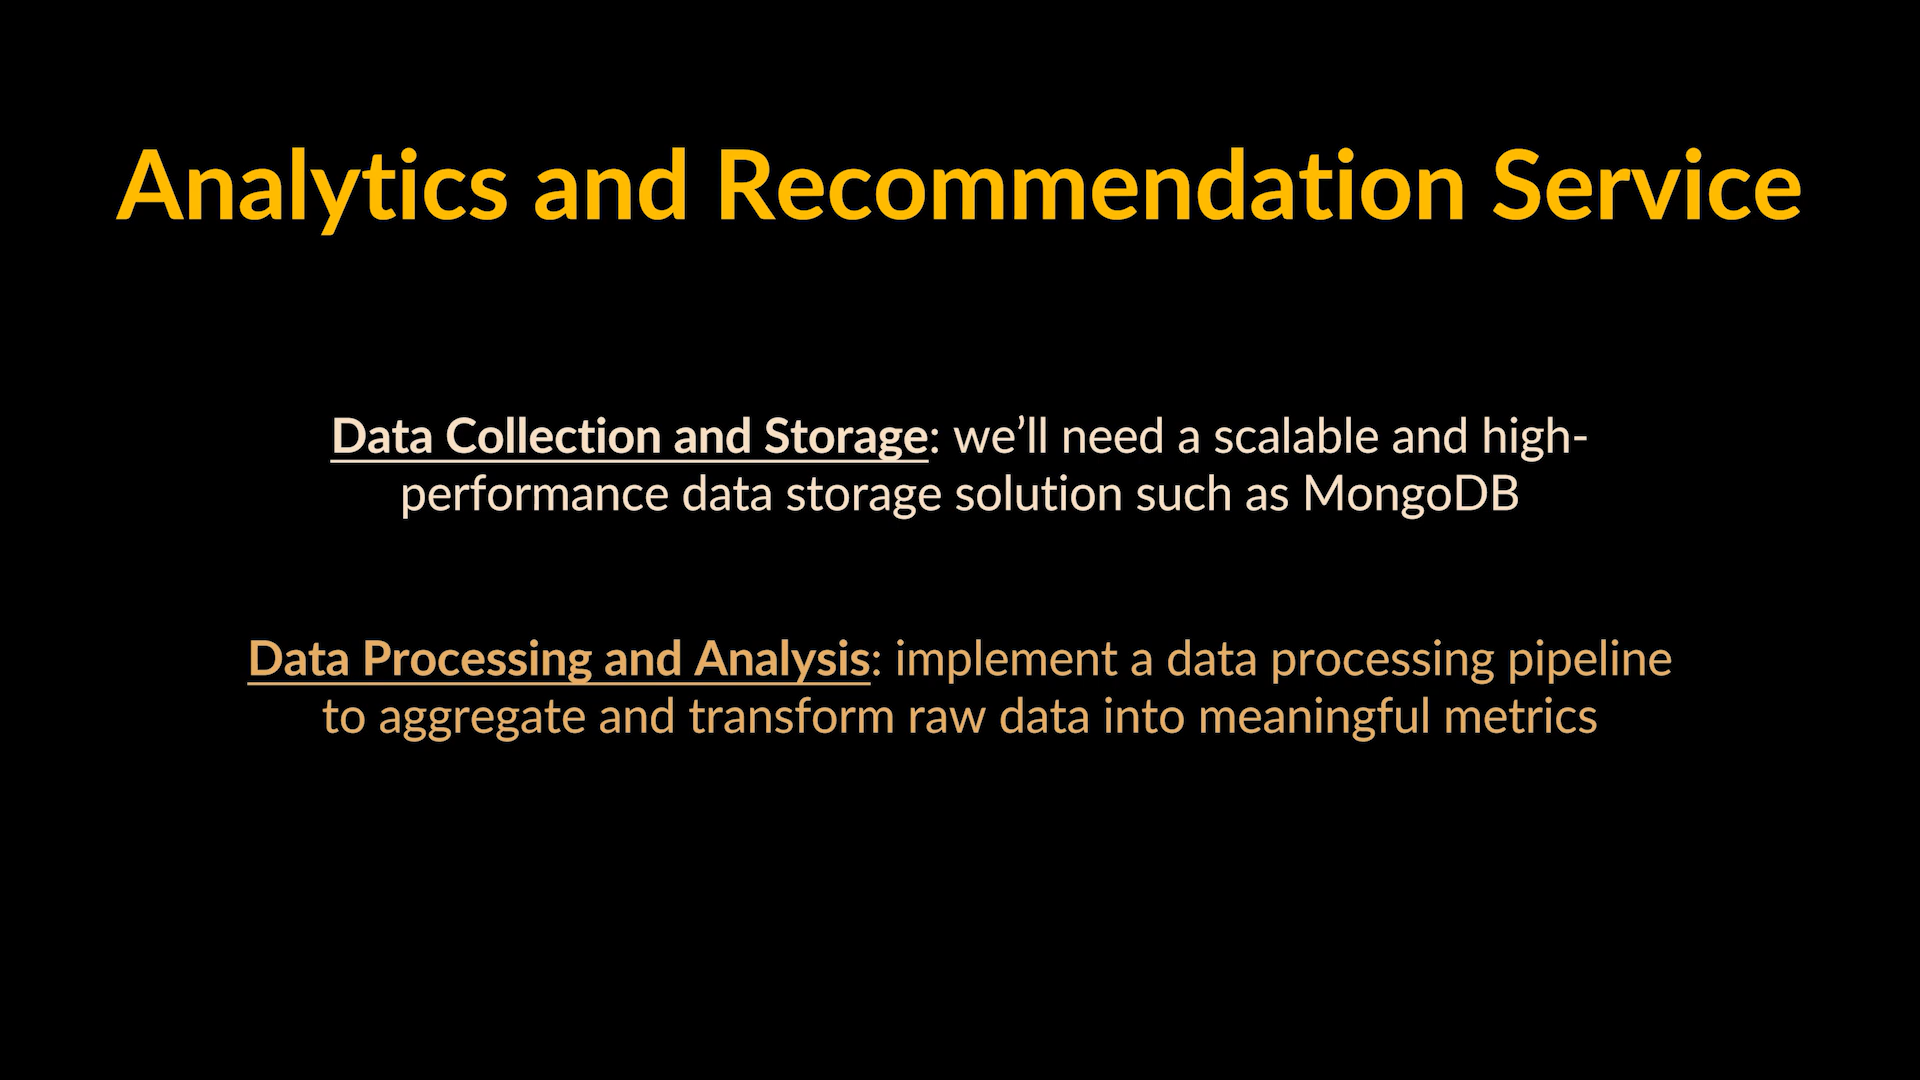 Analytics and Recommendation Service
Data Collection and Storage: we’ll need a scalable and high-
performance data storage solution such as MongoDB
Data Processing and Analysis: implement a data processing pipeline
to aggregate and transform raw data into meaningful metrics